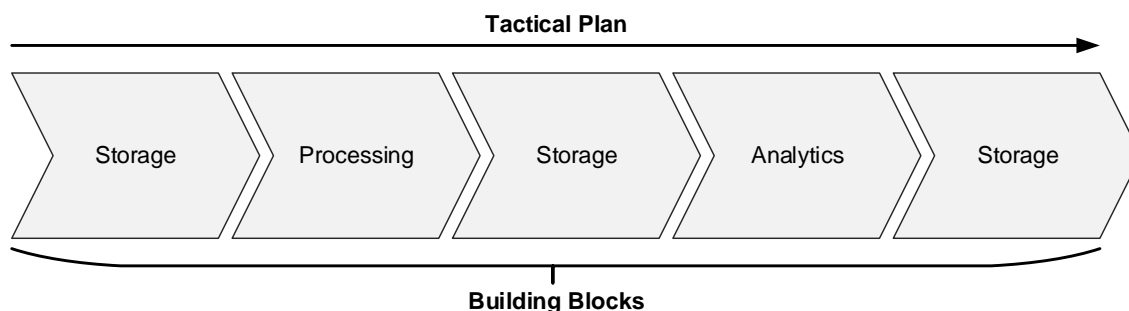 Tactical Plan
Storage
Processing
Storage
Analytics
Storage
Building Blocks